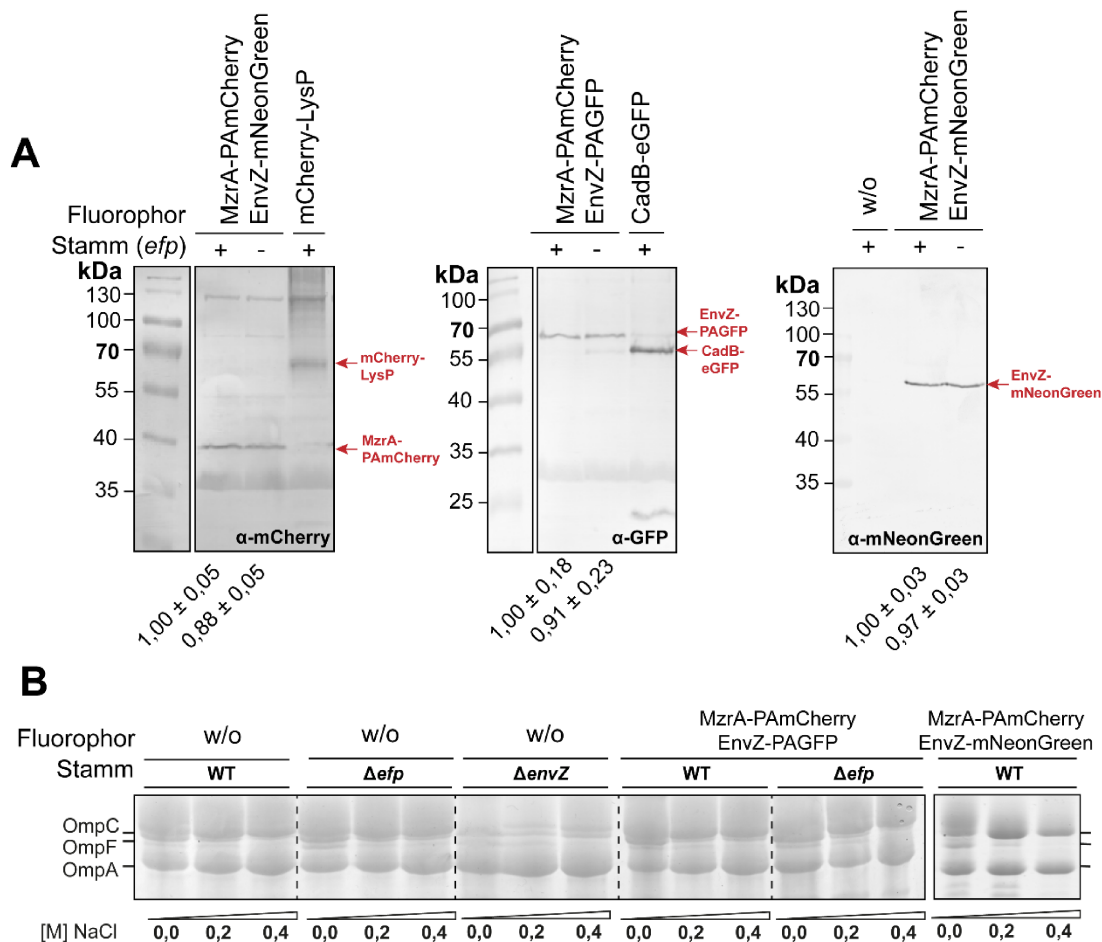 A
Fluorophor
Stamm (efp)
MzrA-PAmCherry
EnvZ-mNeonGreen
mCherry-LysP
+ - +
kDa
130
100
70
55
40
35
mCherry-
LysP
MzrA-
PAmCherry
α-mCherry
1,00 ± 0,05
0,88 ± 0,05
MzrA-PAmCherry
EnvZ-PAGFP
CadB-eGFP
+ - +
kDa
100
70
55
40
35
25
EnvZ-
PAGFP
CadB-
eGFP
α-GFP
1,00 ± 0,18
0,91 ± 0,23
w/o
MzrA-PAmCherry
EnvZ-mNeonGreen
+ + -
kDa
130
100
70
55
40
35
EnvZ-
mNeonGreen
α-mNeonGreen
1,00 ± 0,03
0,97 ± 0,03
B
Fluorophor w/o w/o w/o MzrA-PAmCherry EnvZ-PAGFP MzrA-PAmCherry EnvZ-mNeonGreen
Stamm WT Δefp ΔenvZ WT Δefp WT
OmpC
OmpF
OmpA
[M] NaCl 0,0 0,2 0,4 0,0 0,2 0,4 0,0 0,2 0,4 0,0 0,2 0,4 0,0 0,2 0,4 0,0 0,2 0,4